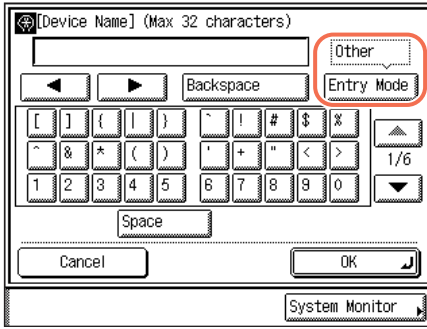 [Device Name] (Max 32 characters)
Other
Backspace
Entry Mode
[ ] { | } ` ! # $ %
^ & * ( ) ' + " < >
1/6
1 2 3 4 5 6 7 8 9 0
Space
Cancel
OK
System Monitor